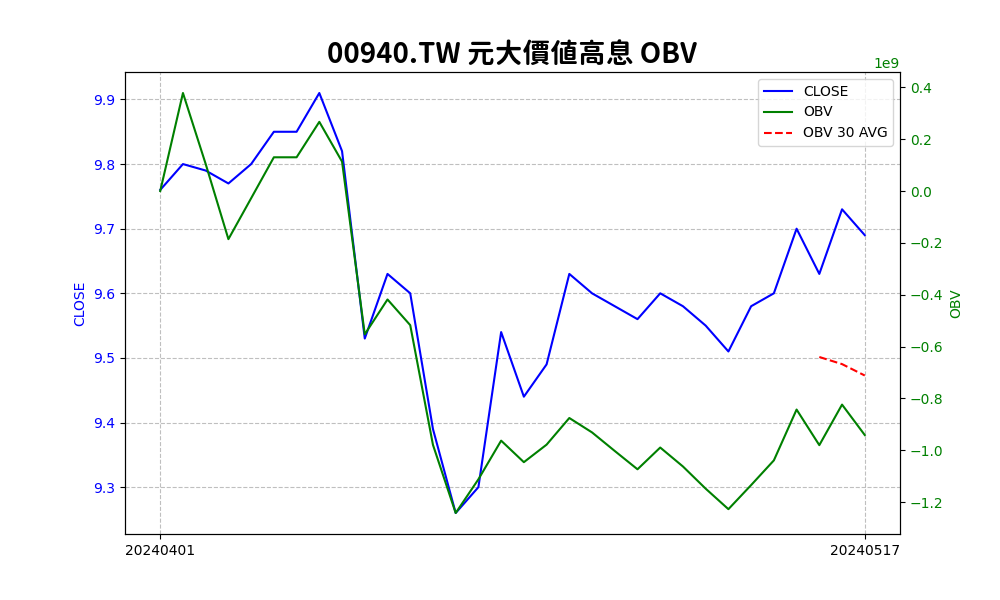 00940.TW 元大價值高息 OBV
1e9
CLOSE
OBV
OBV 30 AVG
9.9
9.8
9.7
9.6
9.5
9.4
9.3
CLOSE
0.4
0.2
0.0
−0.2
−0.4
−0.6
−0.8
−1.0
−1.2
OBV
20240401
20240517